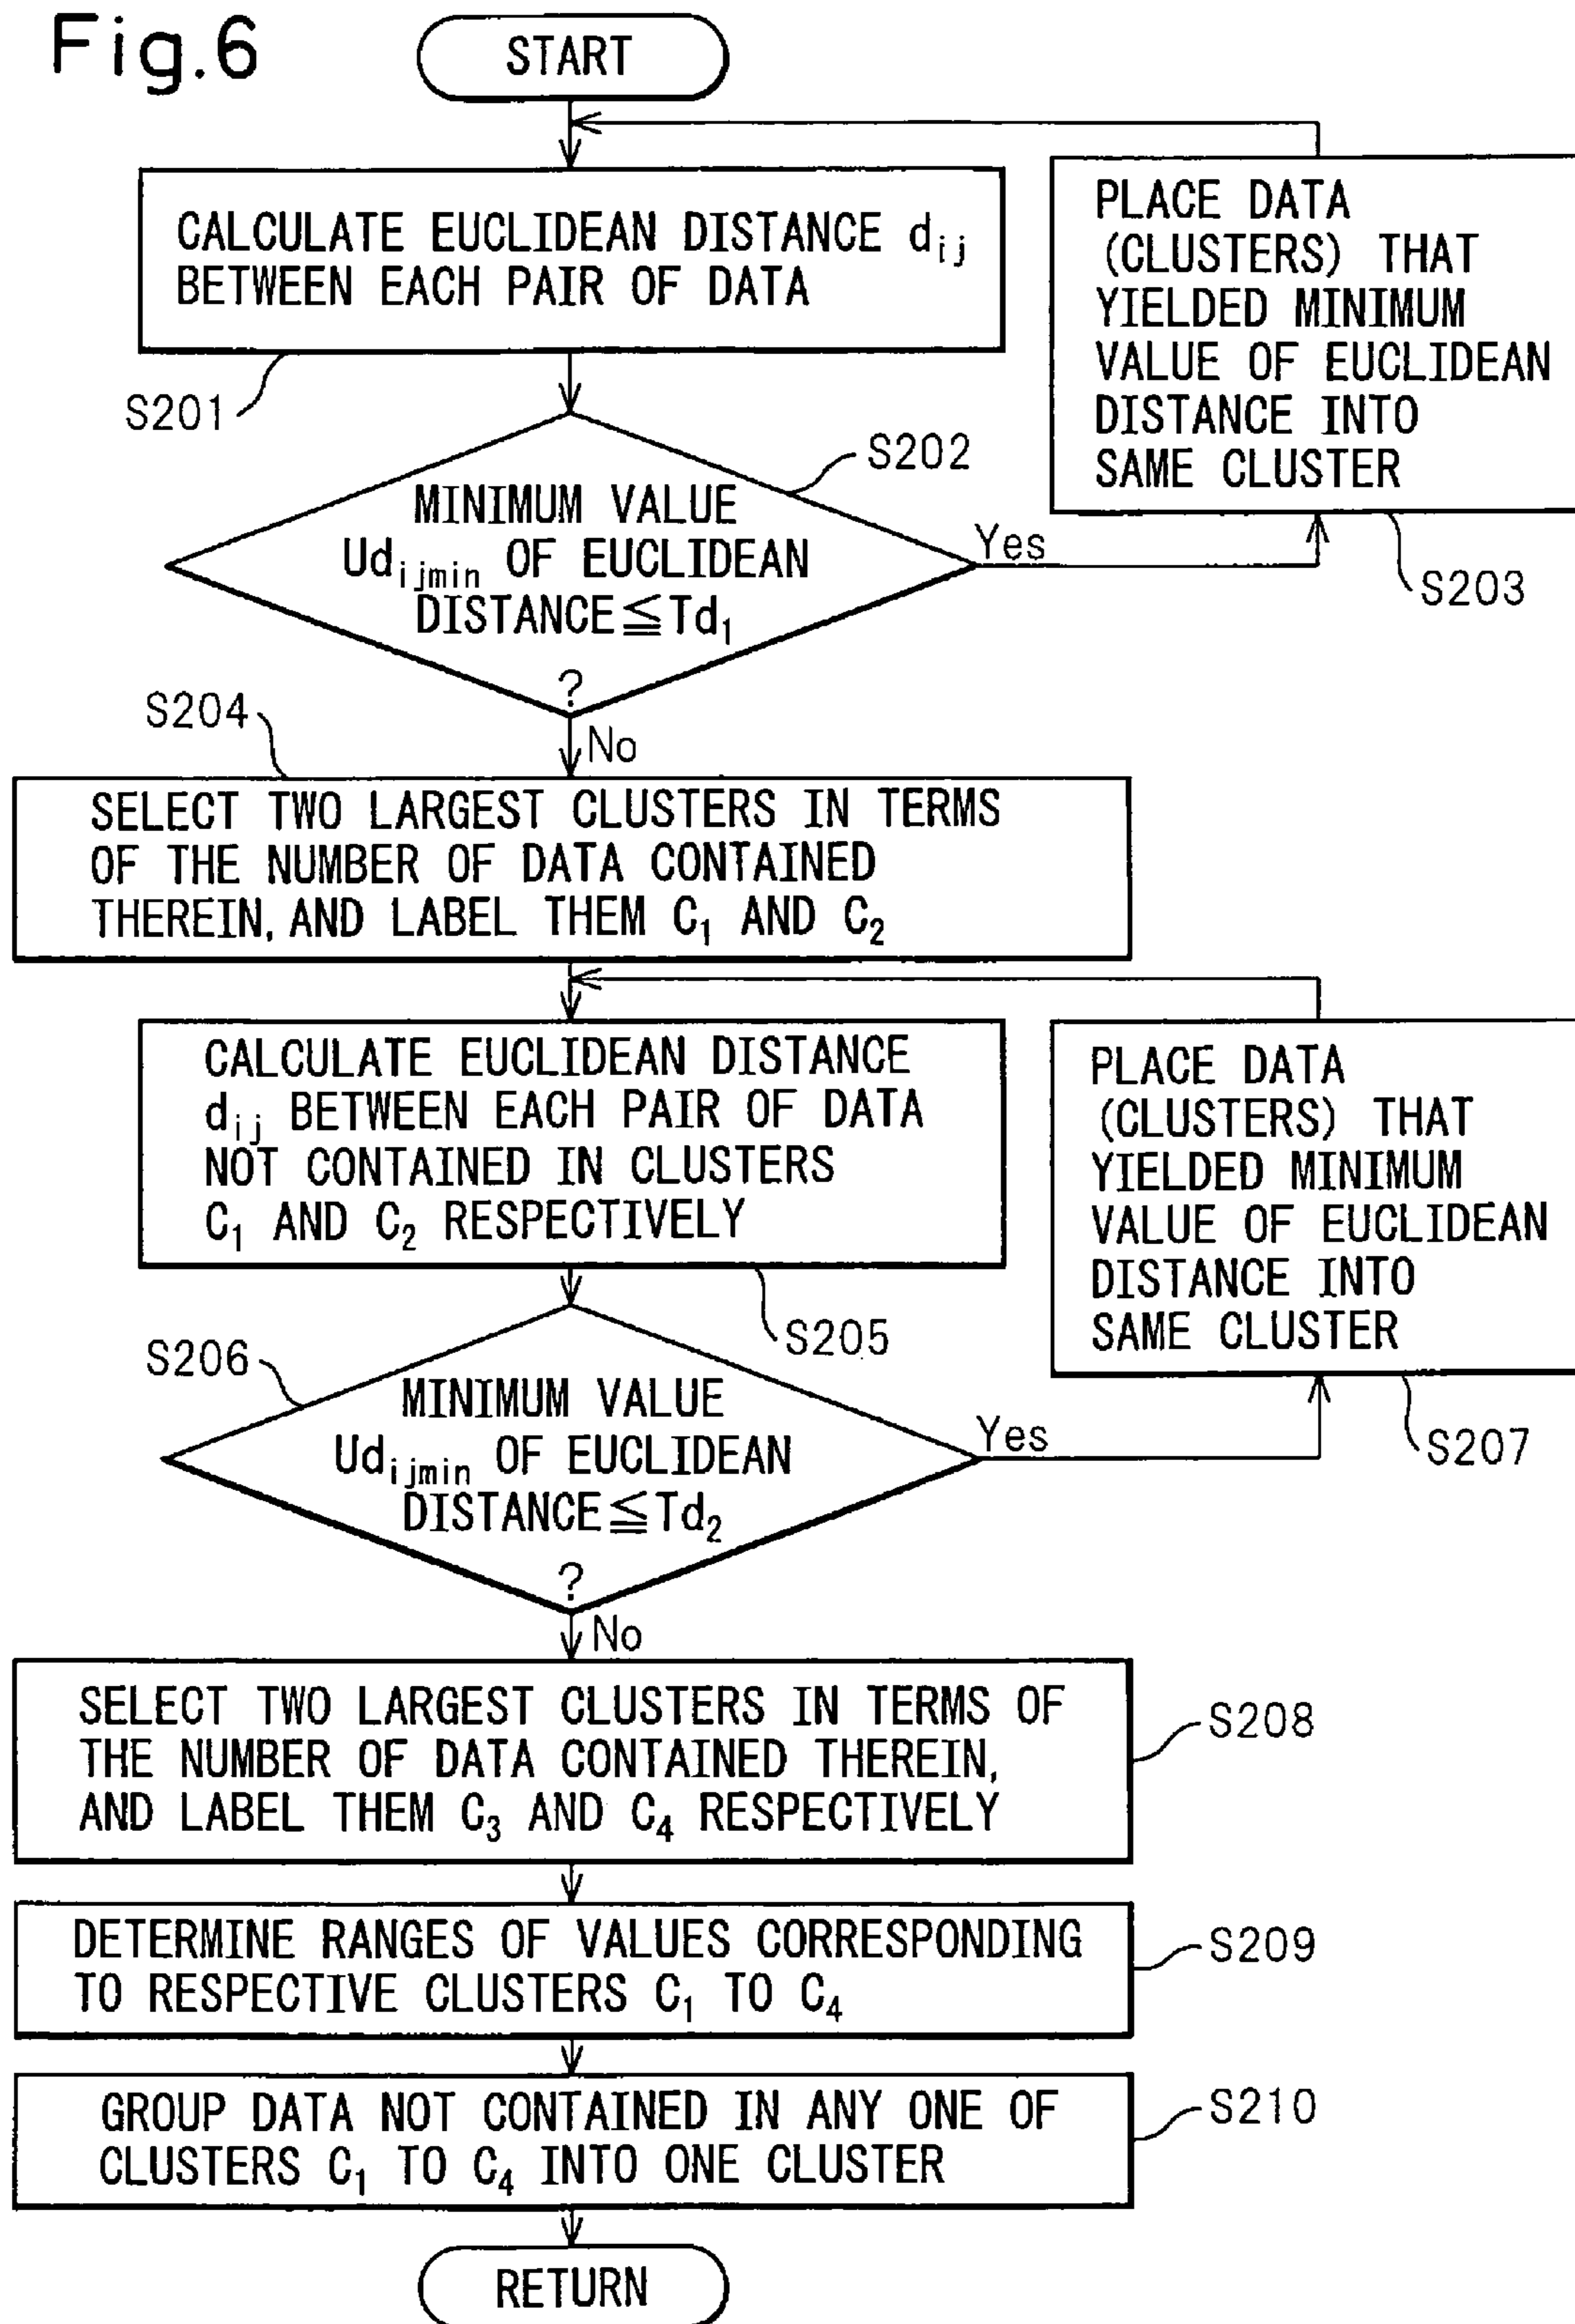 Fig.6
START
CALCULATE EUCLIDEAN DISTANCE dij
BETWEEN EACH PAIR OF DATA
S201
PLACE DATA
(CLUSTERS) THAT
YIELDED MINIMUM
VALUE OF EUCLIDEAN
DISTANCE INTO
SAME CLUSTER
S203
S202
MINIMUM VALUE
Udijmin OF EUCLIDEAN
DISTANCE≦Td1
?
Yes
No
S204
SELECT TWO LARGEST CLUSTERS IN TERMS
OF THE NUMBER OF DATA CONTAINED
THEREIN, AND LABEL THEM C1 AND C2
CALCULATE EUCLIDEAN DISTANCE
dij BETWEEN EACH PAIR OF DATA
NOT CONTAINED IN CLUSTERS
C1 AND C2 RESPECTIVELY
S205
PLACE DATA
(CLUSTERS) THAT
YIELDED MINIMUM
VALUE OF EUCLIDEAN
DISTANCE INTO
SAME CLUSTER
S207
S206
MINIMUM VALUE
Udijmin OF EUCLIDEAN
DISTANCE≦Td2
?
Yes
No
SELECT TWO LARGEST CLUSTERS IN TERMS OF
THE NUMBER OF DATA CONTAINED THEREIN,
AND LABEL THEM C3 AND C4 RESPECTIVELY
S208
DETERMINE RANGES OF VALUES CORRESPONDING
TO RESPECTIVE CLUSTERS C1 TO C4
S209
GROUP DATA NOT CONTAINED IN ANY ONE OF
CLUSTERS C1 TO C4 INTO ONE CLUSTER
S210
RETURN